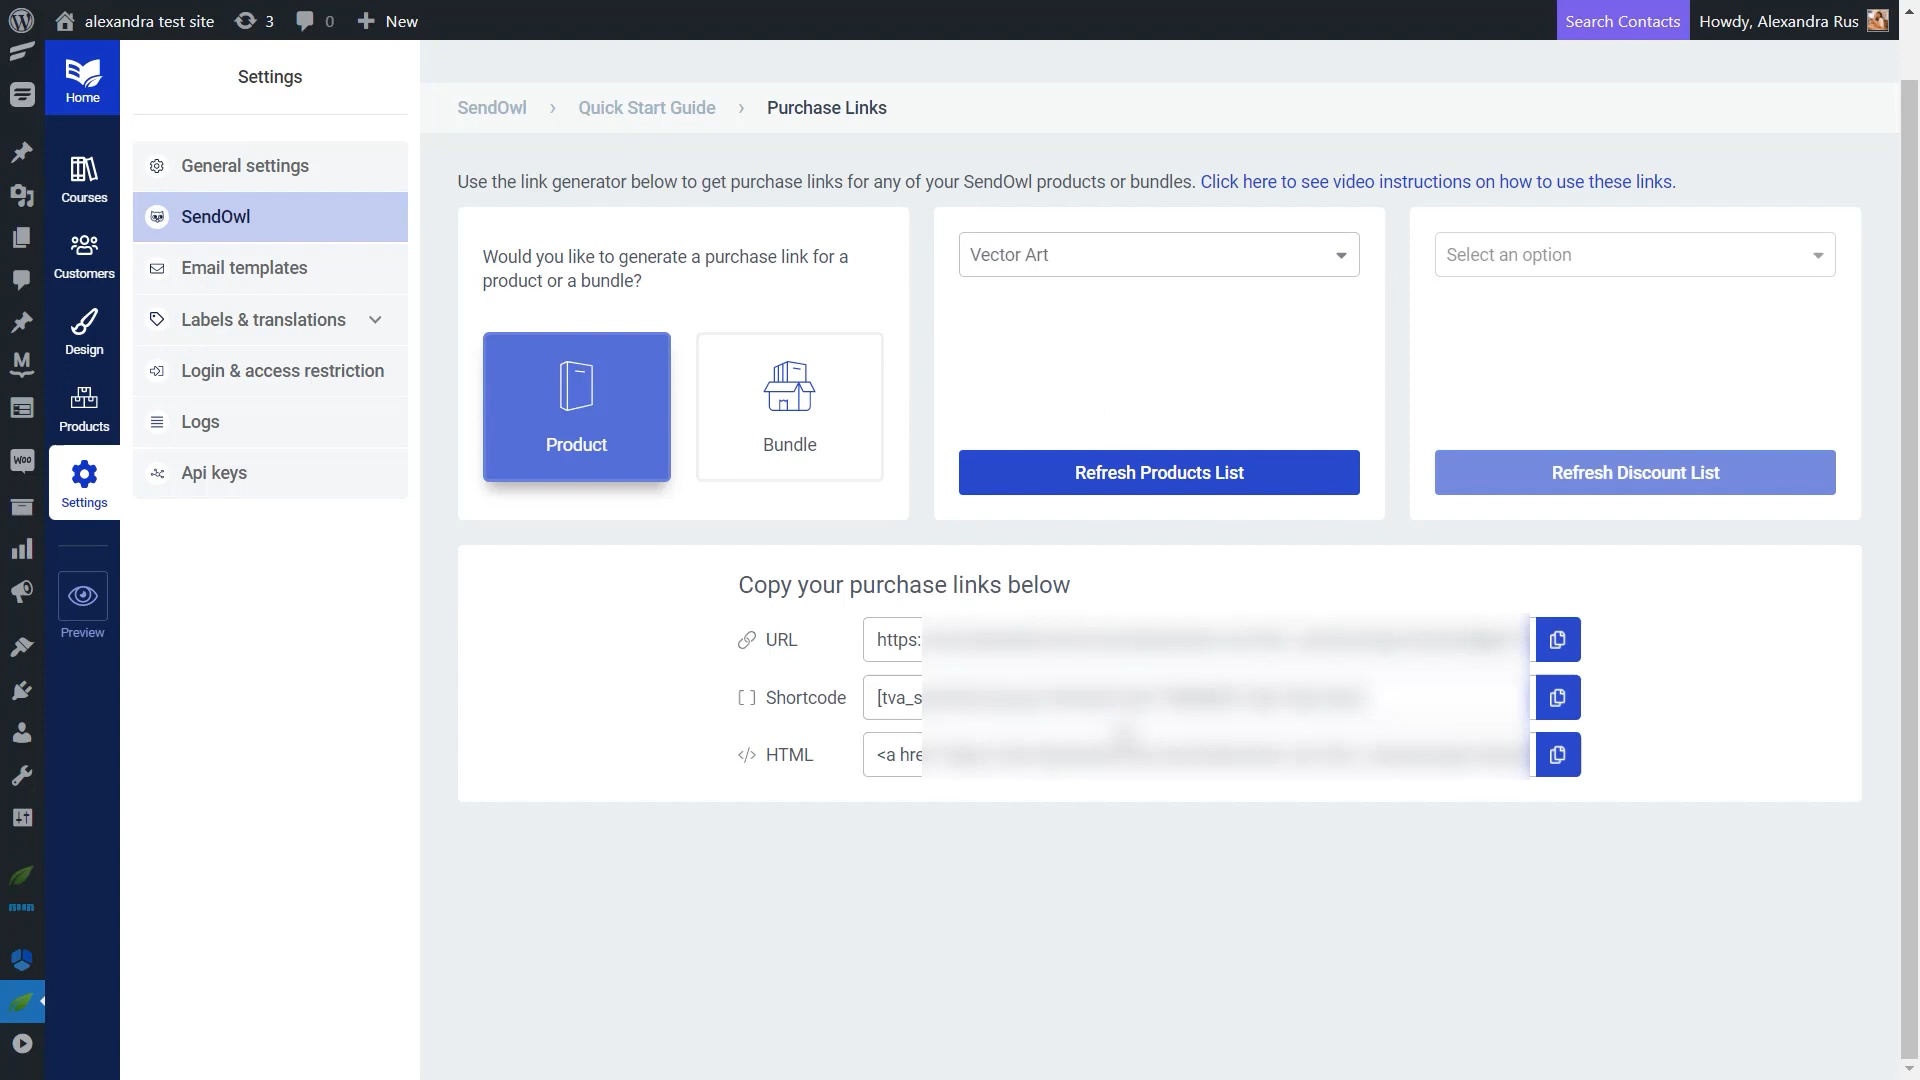 alexandra test site
3
0
New
Search Contacts
Howdy, Alexandra Rus
Home
Courses
Customers
Design
Products
Settings
Preview
Settings
General settings
SendOwl
Email templates
Labels & translations
Login & access restriction
Logs
Api keys
SendOwl > Quick Start Guide > Purchase Links
Use the link generator below to get purchase links for any of your SendOwl products or bundles. Click here to see video instructions on how to use these links.
Would you like to generate a purchase link for a
product or a bundle?
Product
Bundle
Vector Art
Refresh Products List
Select an option
Refresh Discount List
Copy your purchase links below
URL
https:
[ ] Shortcode
[tva_s
</> HTML
<a hre